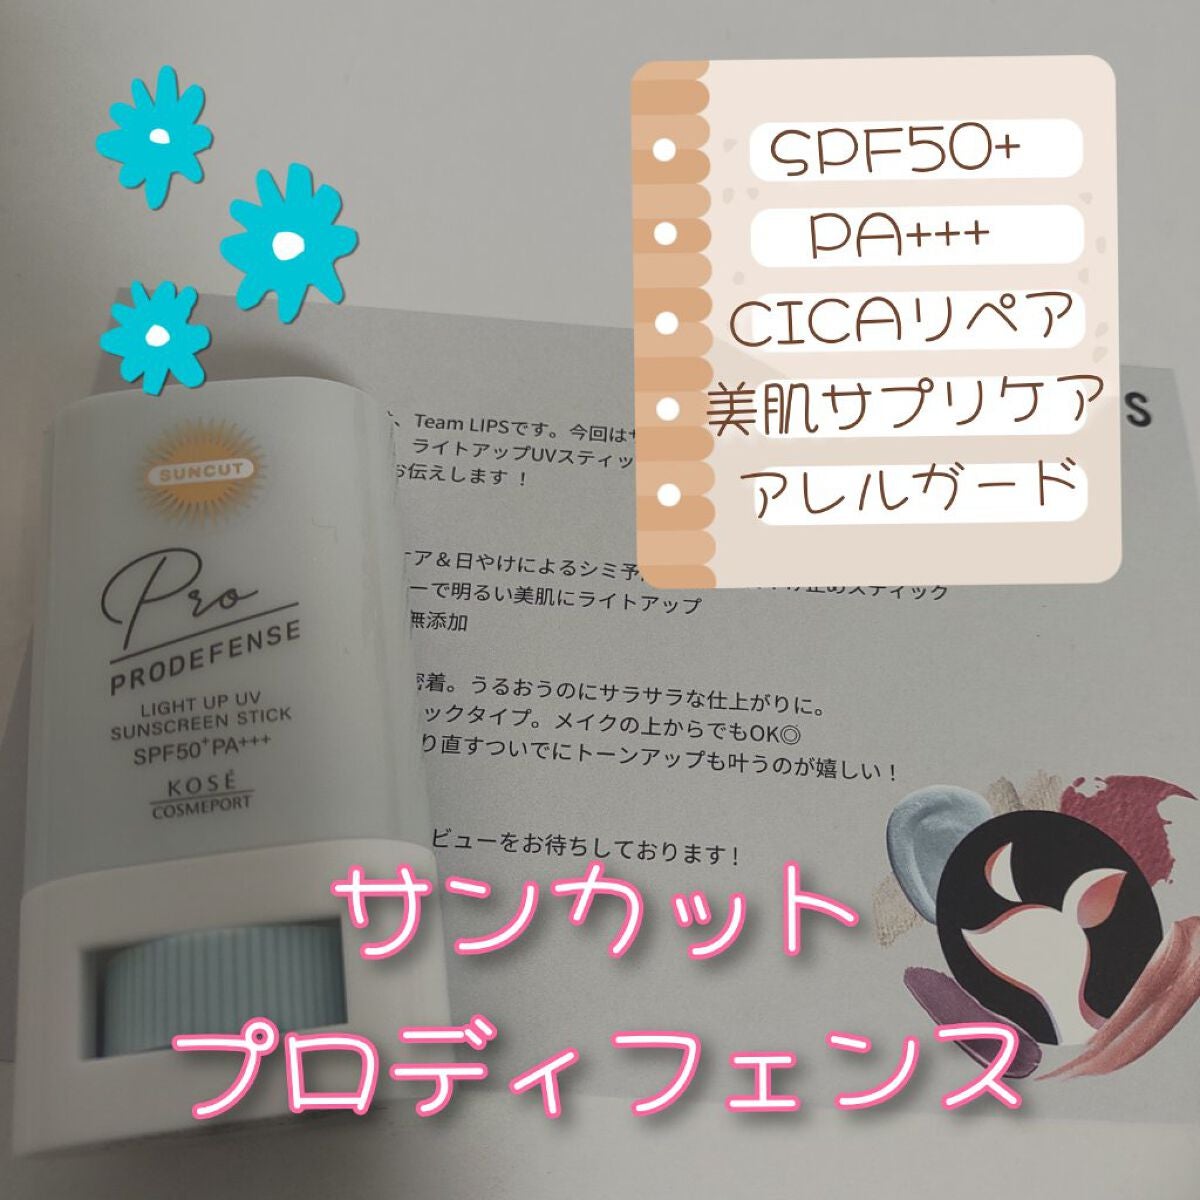 SPF50+
PA+++
CICAリペア
美肌サプリケア
アレルガード
S
、Team LIPSです。今回は
ライトアップUVスティッ
お伝えします！
ケア＆日やけによるシミ予
止めスティック
ーで明るい美肌にライトアップ
無添加
密着。うるおうのにサラサラな仕上がりに。
ックタイプ。メイクの上からでもOK◎
り直すついでにトーンアップも叶うのが嬉しい！
ビューをお待ちしております！
SUNCUT
Pro
PRODEFENSE
LIGHT UP UV
SUNSCREEN STICK
SPF50+PA+++
KOSÉ
COSMEPORT
サンカット
プロディフェンス